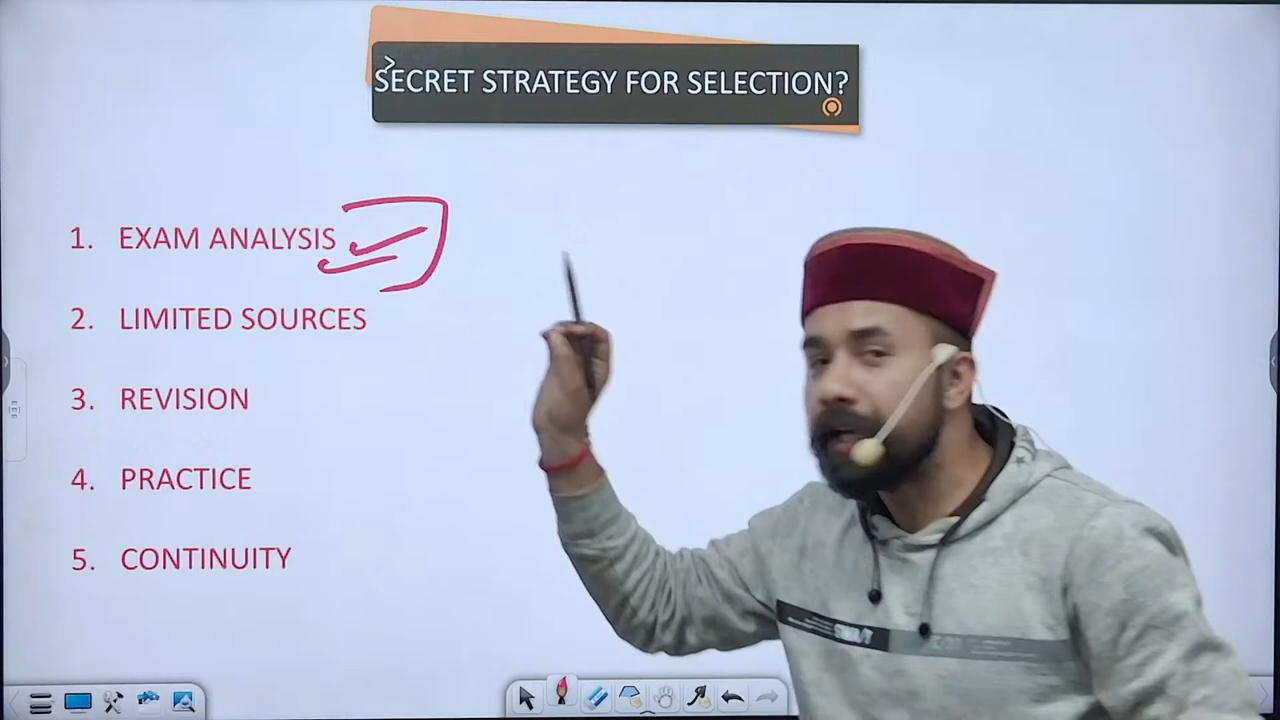 SECRET STRATEGY FOR SELECTION?
1. EXAM ANALYSIS
2. LIMITED SOURCES
3. REVISION
4. PRACTICE
5. CONTINUITY